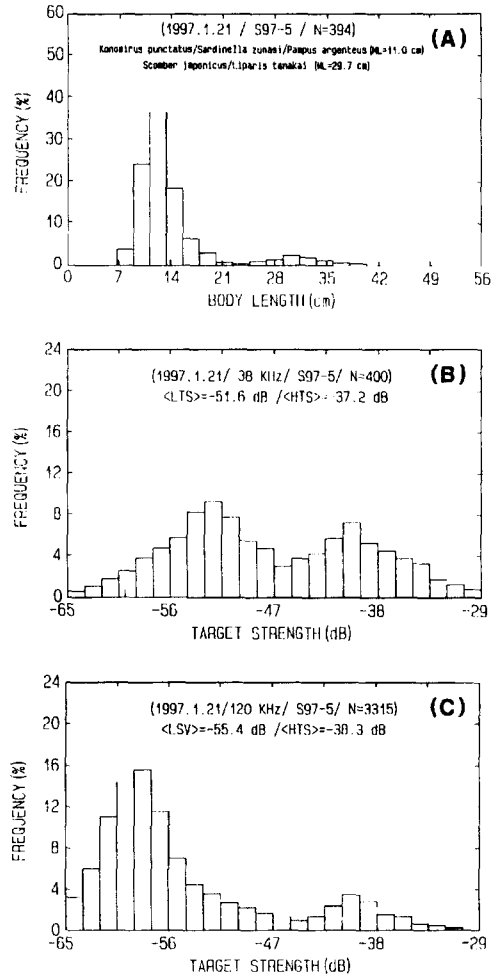 (1997.1.21 / S97-5 / N=394)
(A)
Konosirus punctatus/Sardinella zunasi/Pampus argenteus (ML=11.0 cm)
Scomber japonicus/Liparis tanakai (ML=29.7 cm)
FREQUENCY (%)
60
50
40
30
20
10
0
0 7 14 21 28 35 42 49 56
BODY LENGTH (cm)
(1997.1.21/ 38 KHz/ S97-5/ N=400)
(B)
<LTS>=-51.6 dB /<HTS>=-37.2 dB
FREQUENCY (%)
24
20
16
12
8
4
0
-65 -56 -47 -38 -29
TARGET STRENGTH (dB)
(1997.1.21/120 KHz/ S97-5/ N=3315)
(C)
<LSV>=-55.4 dB /<HTS>=-38.3 dB
FREQUENCY (%)
24
20
16
12
8
4
0
-65 -56 -47 -38 -29
TARGET STRENGTH (dB)